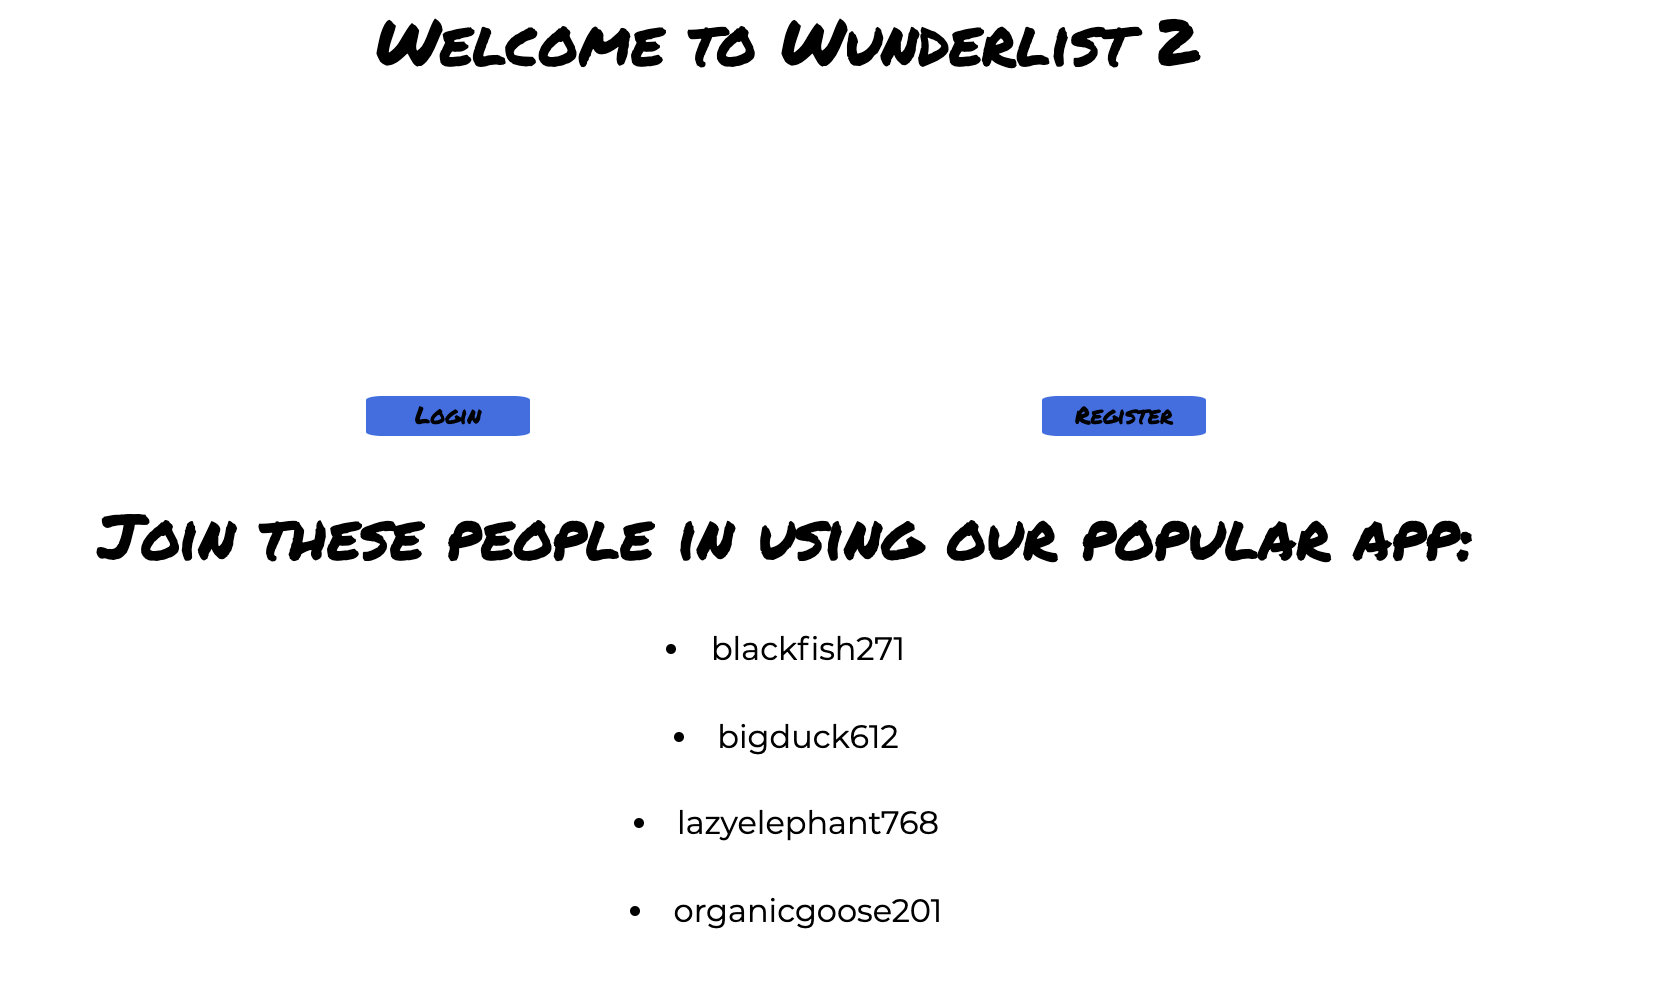 Welcome to Wunderlist 2
Login
Register
Join these people in using our popular app:
• blackfish271
• bigduck612
• lazyelephant768
• organicgoose201